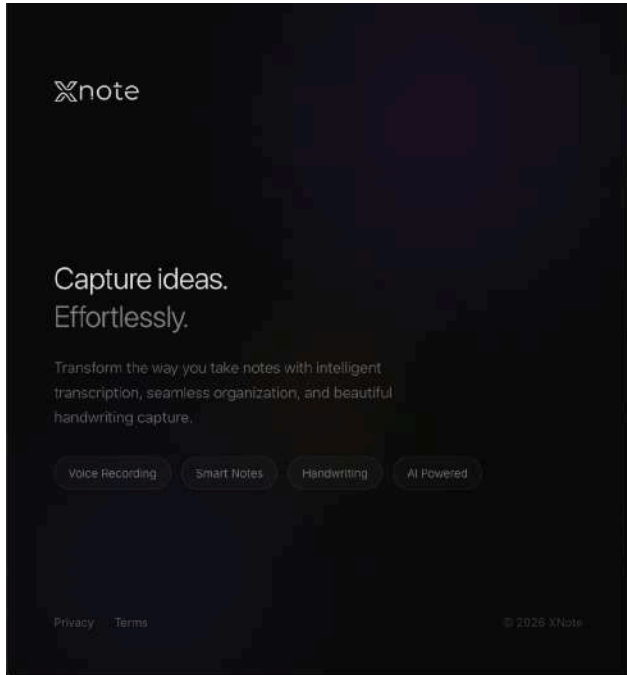 Xnote
Capture ideas.
Effortlessly.
Transform the way you take notes with intelligent
transcription, seamless organization, and beautiful
handwriting capture.
Voice Recording Smart Notes Handwriting AI Powered
Privacy Terms © 2026 XNote